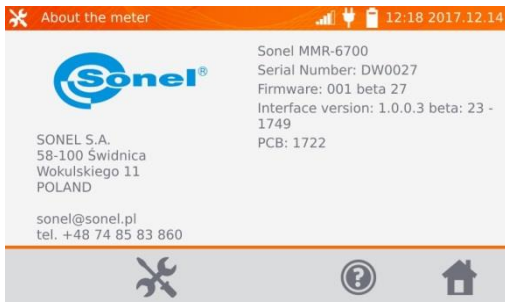 About the meter
12:18 2017.12.14
Sonel®
SONEL S.A.
58-100 Świdnica
Wokulskiego 11
POLAND
sonel@sonel.pl
tel. +48 74 85 83 860
Sonel MMR-6700
Serial Number: DW0027
Firmware: 001 beta 27
Interface version: 1.0.0.3 beta: 23 -
1749
PCB: 1722
?